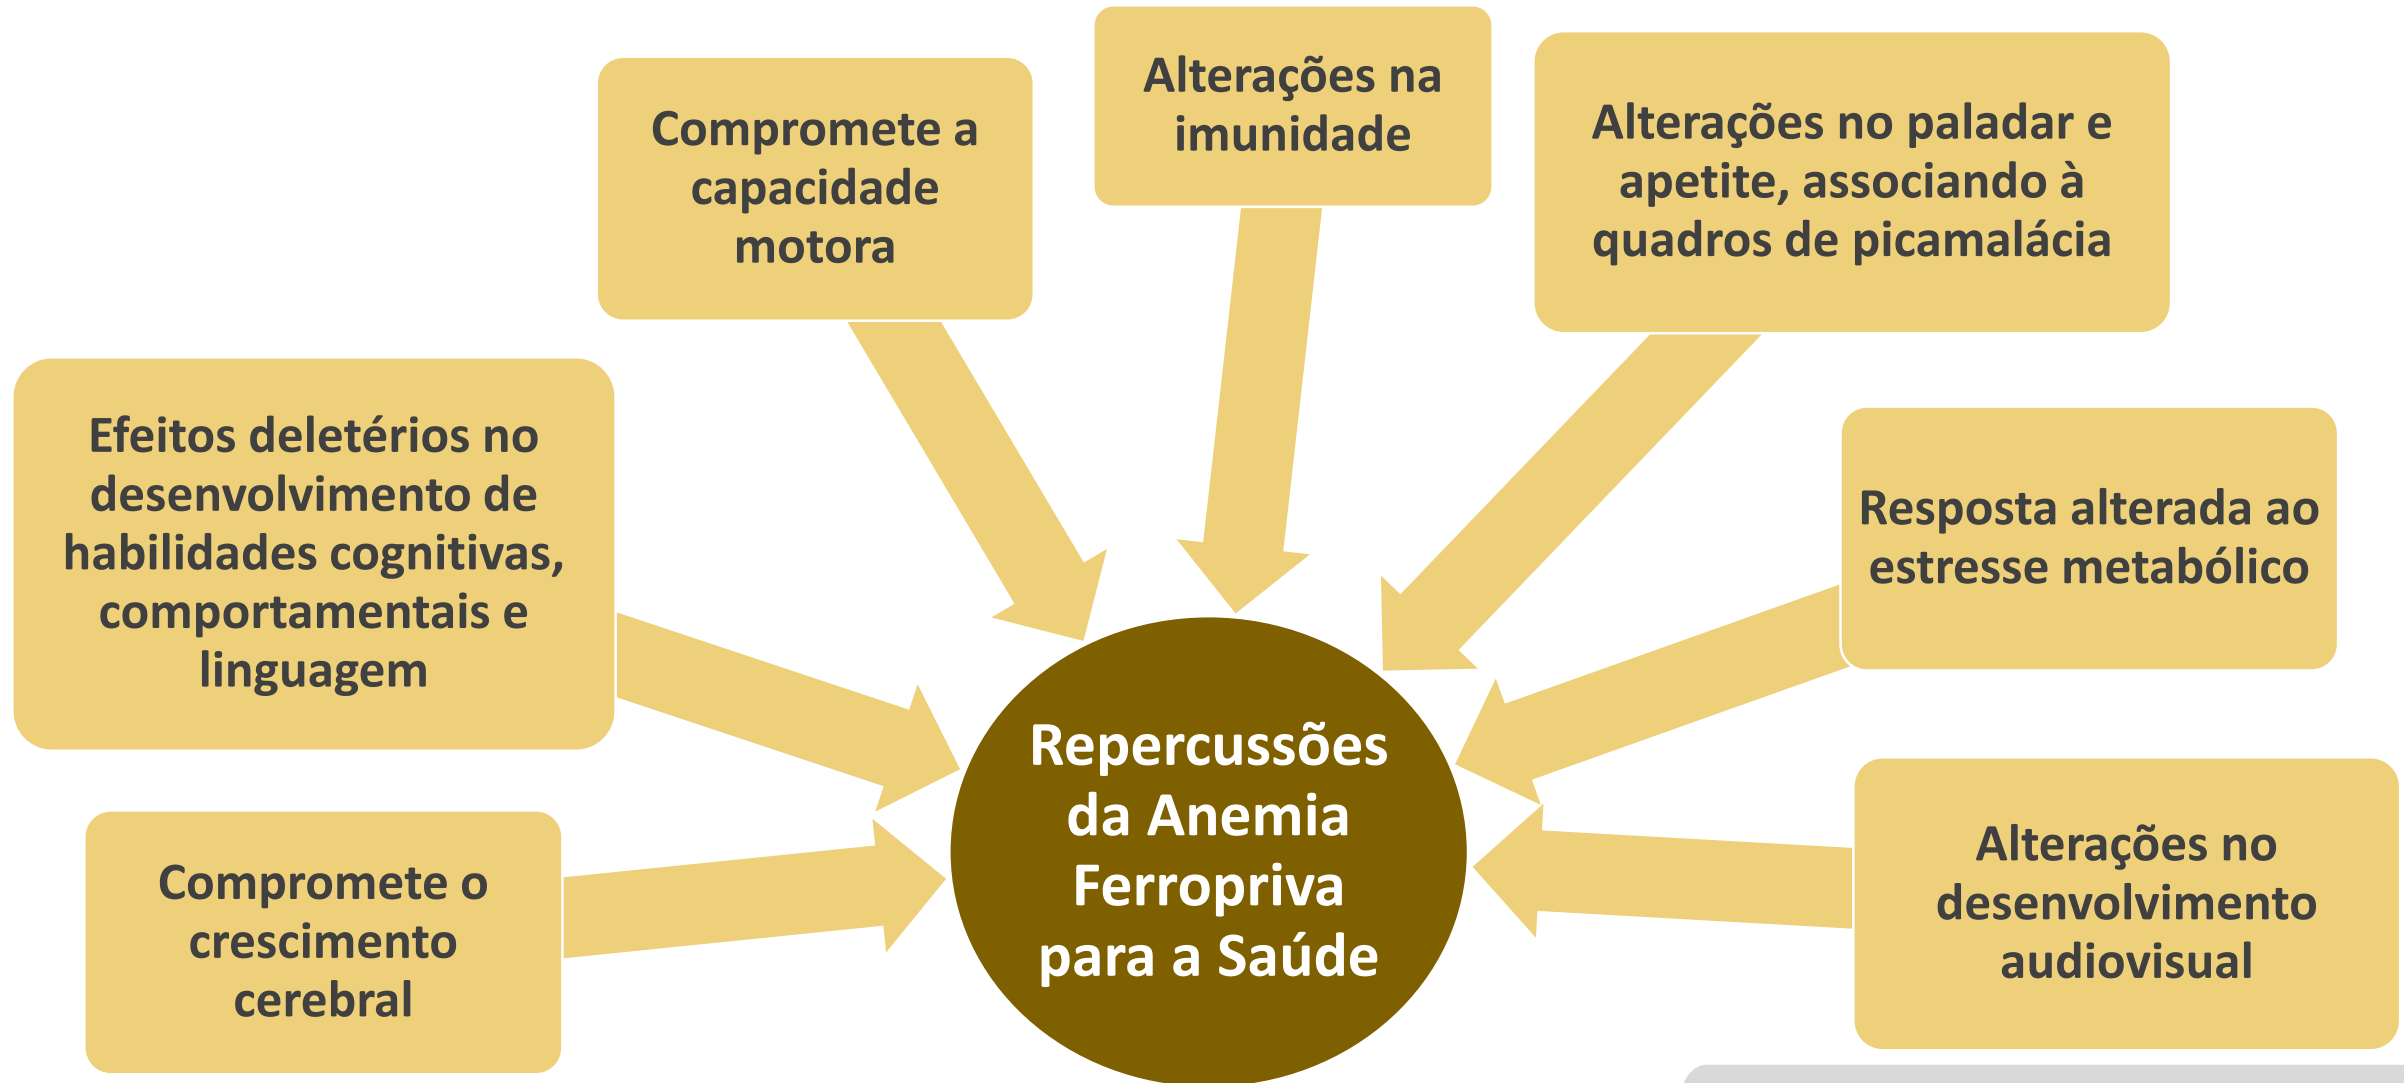 Alterações na
imunidade
Compromete a
capacidade
motora
Alterações no paladar e
apetite, associando à
quadros de picamalácia
Efeitos deletérios no
desenvolvimento de
habilidades cognitivas,
comportamentais e
linguagem
Resposta alterada ao
estresse metabólico
Compromete o
crescimento
cerebral
Alterações no
desenvolvimento
audiovisual
Repercussões
da Anemia
Ferropriva
para a Saúde